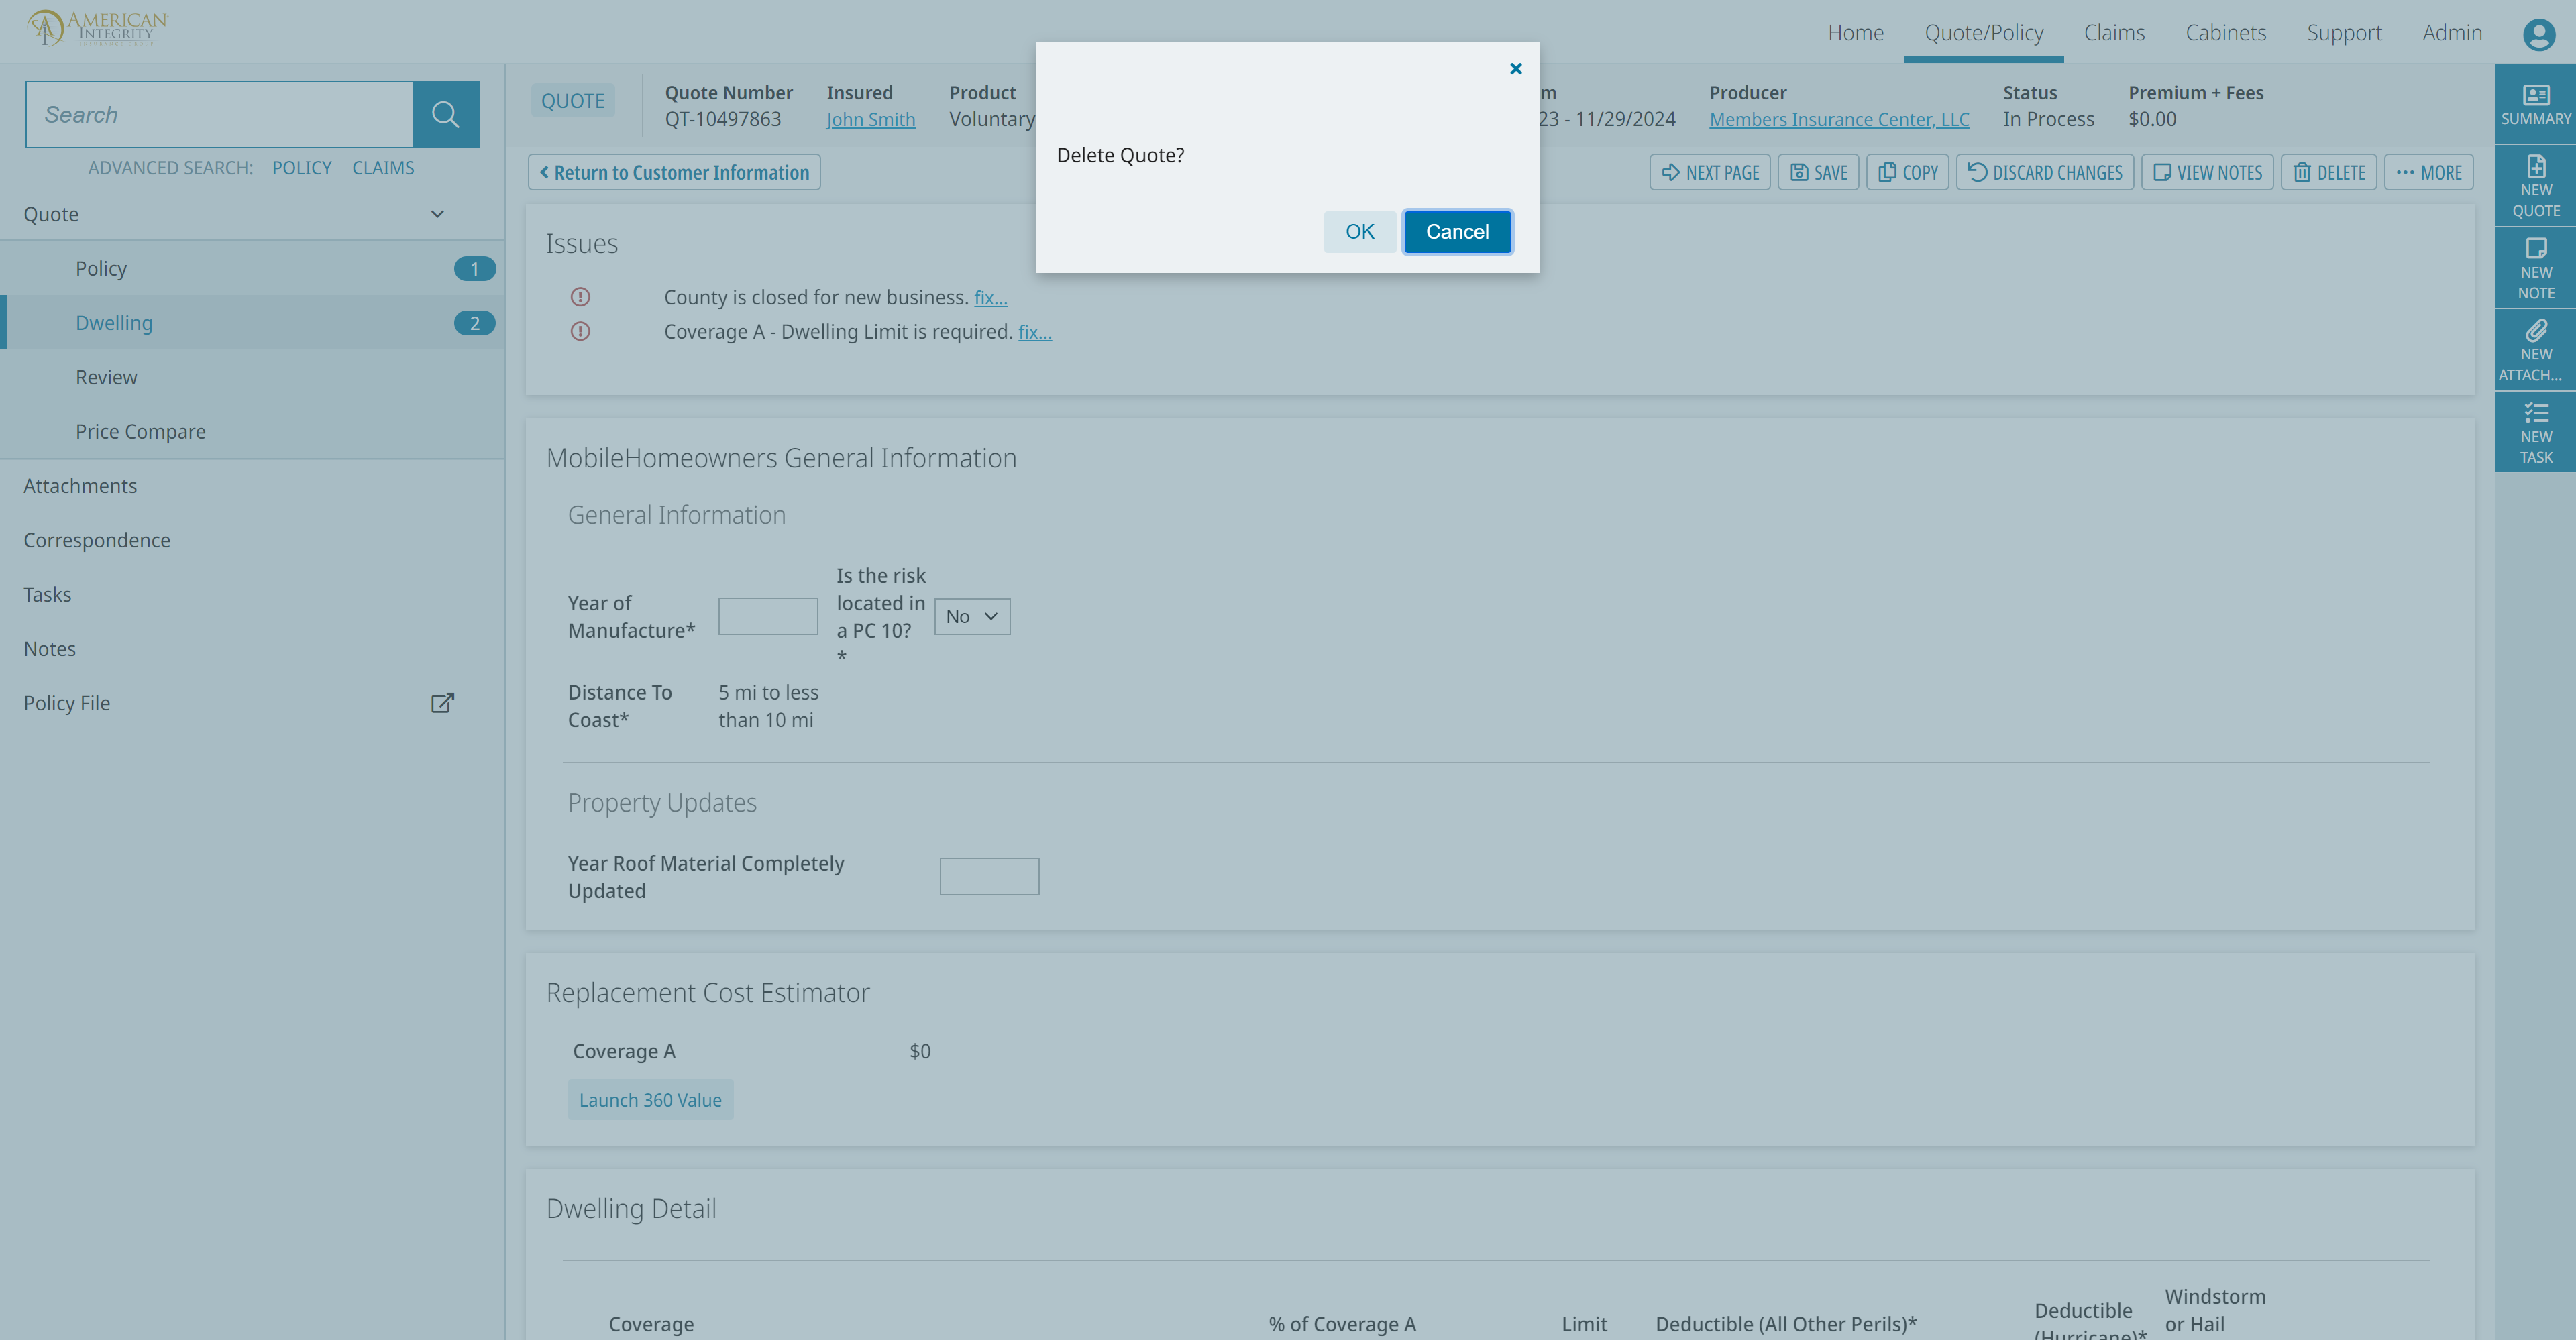 AMERICAN
INTEGRITY
Home Quote/Policy Claims Cabinets Support Admin
Search
ADVANCED SEARCH: POLICY CLAIMS
Quote
Policy 1
Dwelling 2
Review
Price Compare
Attachments
Correspondence
Tasks
Notes
Policy File
QUOTE
Quote Number Insured Product m Producer Status Premium + Fees
QT-10497863 John Smith Voluntary 23 - 11/29/2024 Members Insurance Center, LLC In Process $0.00
Return to Customer Information
NEXT PAGE SAVE COPY DISCARD CHANGES VIEW NOTES DELETE MORE
Delete Quote?
OK Cancel
Issues
County is closed for new business. fix...
Coverage A - Dwelling Limit is required. fix...
MobileHomeowners General Information
General Information
Year of
Manufacture*
Is the risk
located in
a PC 10?
*
No
Distance To
Coast*
5 mi to less
than 10 mi
Property Updates
Year Roof Material Completely
Updated
Replacement Cost Estimator
Coverage A $0
Launch 360 Value
Dwelling Detail
Coverage % of Coverage A Limit Deductible (All Other Perils)*
Deductible
(Hurricane)*
Windstorm
or Hail
SUMMARY
NEW
QUOTE
NEW
NOTE
NEW
ATTACH...
NEW
TASK